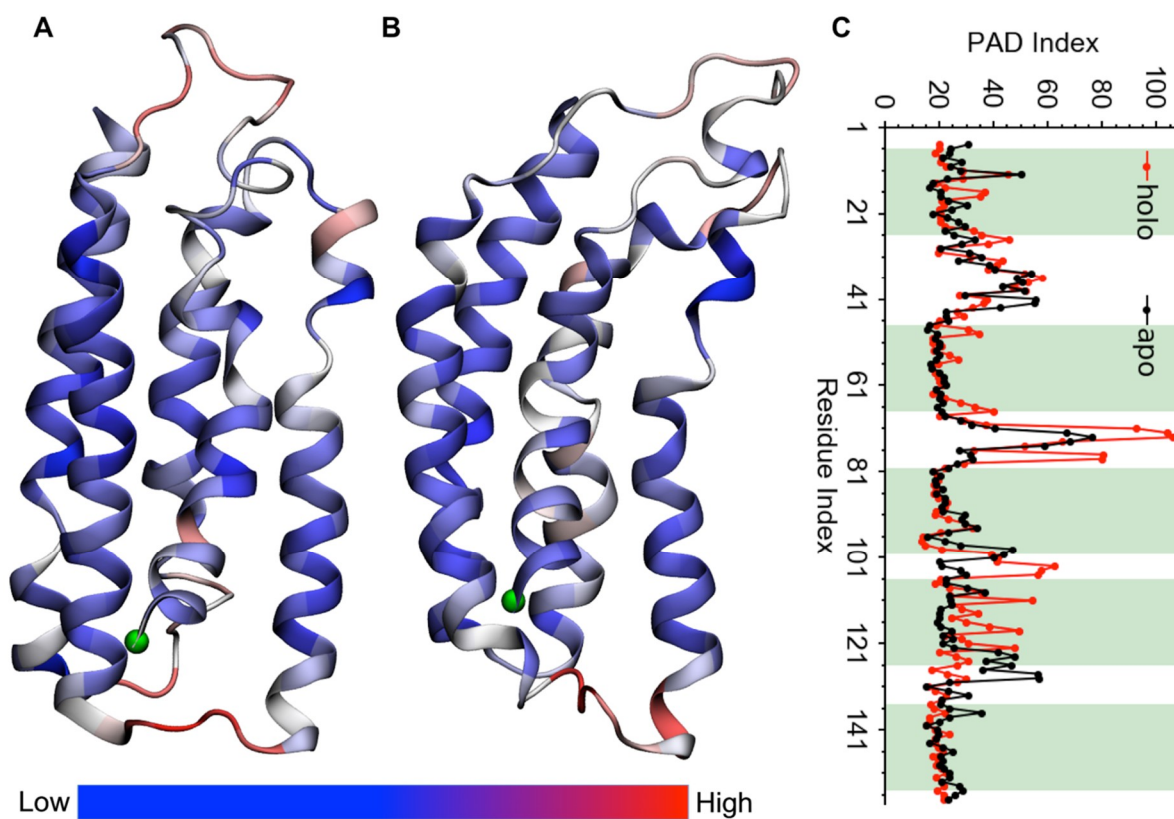 A
B
C
PAD Index
0 20 40 60 80 100
1
21
41
61
81
101
121
141
Residue Index
holo
apo
Low
High